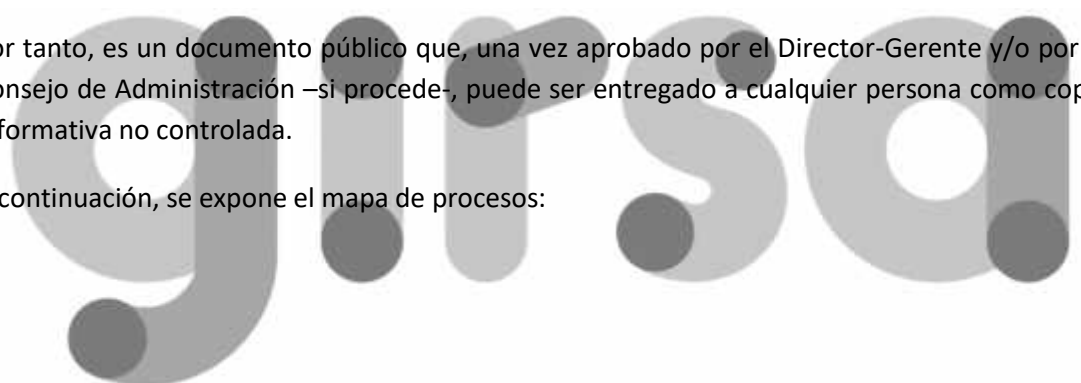 or tanto, es un documento público que, una vez aprobado por el Director-Gerente y/o por
onsejo de Administración –si procede-, puede ser entregado a cualquier persona como cop
formativa no controlada.
continuación, se expone el mapa de procesos:
girsa